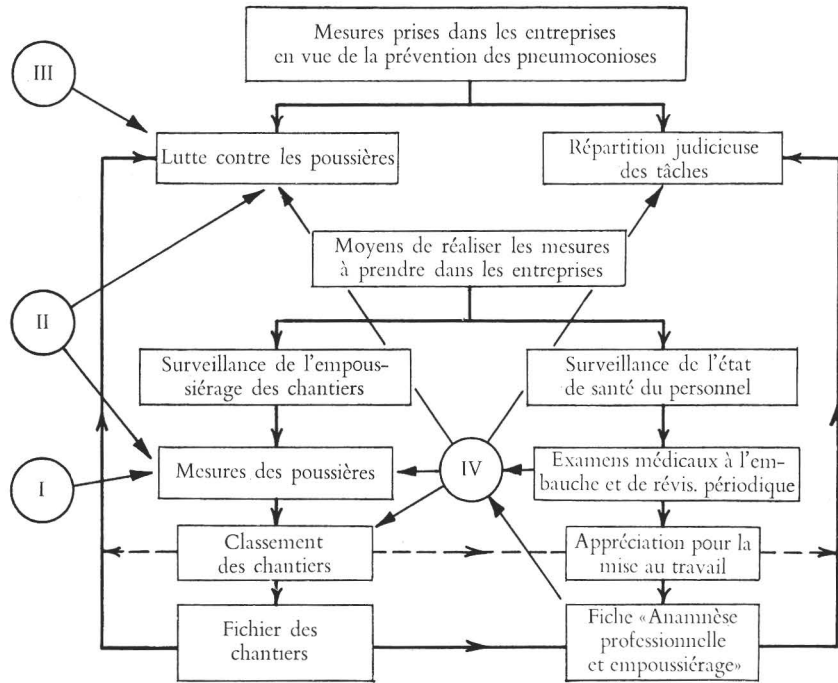 Mesures prises dans les entreprises
en vue de la prévention des pneumoconioses
III
Lutte contre les poussières
Répartition judicieuse
des tâches
Moyens de réaliser les mesures
à prendre dans les entreprises
II
Surveillance de l'empous-
siérage des chantiers
Surveillance de l'état
de santé du personnel
I
Mesures des poussières
IV
Examens médicaux à l'em-
bauche et de révis. périodique
Classement
des chantiers
Appréciation pour la
mise au travail
Fichier des
chantiers
Fiche «Anamnèse
professionnelle
et empoussiérage»